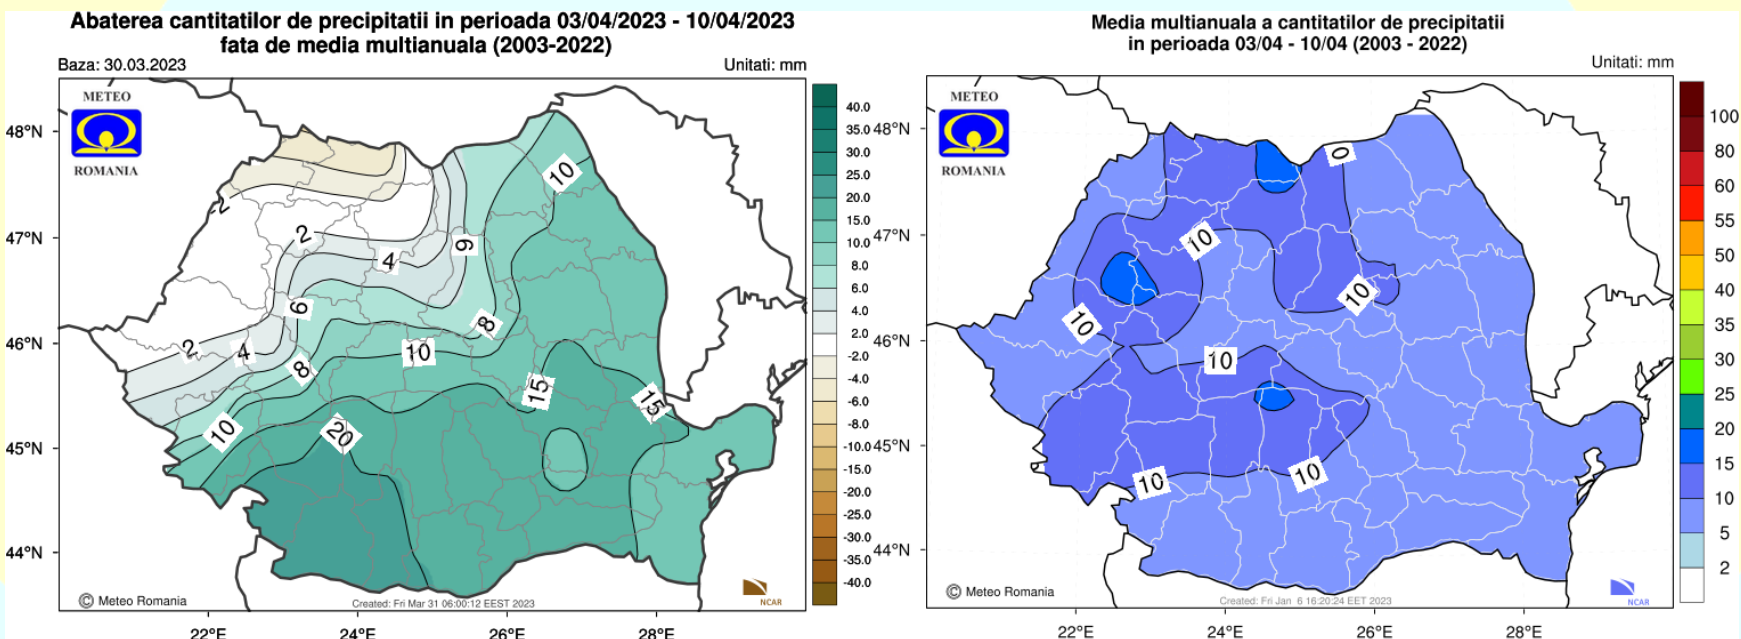 Abaterea cantitatilor de precipitatii in perioada 03/04/2023 - 10/04/2023
fata de media multianuala (2003-2022)
Baza: 30.03.2023
Unitati: mm
METEO
ROMANIA
48°N
47°N
46°N
45°N
44°N
22°E
24°E
26°E
28°E
-2
2
4
6
10
6
8
2
4
8
10
15
15
10
20
40.0
35.0
30.0
25.0
20.0
15.0
10.0
8.0
6.0
4.0
2.0
-2.0
-4.0
-6.0
-8.0
-10.0
-15.0
-20.0
-25.0
-30.0
-35.0
-40.0
© Meteo Romania
Created: Fri Mar 31 06:00:12 EEST 2023
NCAR
Media multianuala a cantitatilor de precipitatii
in perioada 03/04 - 10/04 (2003 - 2022)
Unitati: mm
METEO
ROMANIA
48°N
47°N
46°N
45°N
44°N
22°E
24°E
26°E
28°E
0
10
10
10
10
10
10
100
80
60
55
50
40
35
30
25
20
15
10
5
2
© Meteo Romania
Created: Fri Jan 6 16:20:24 EET 2023
NCAR